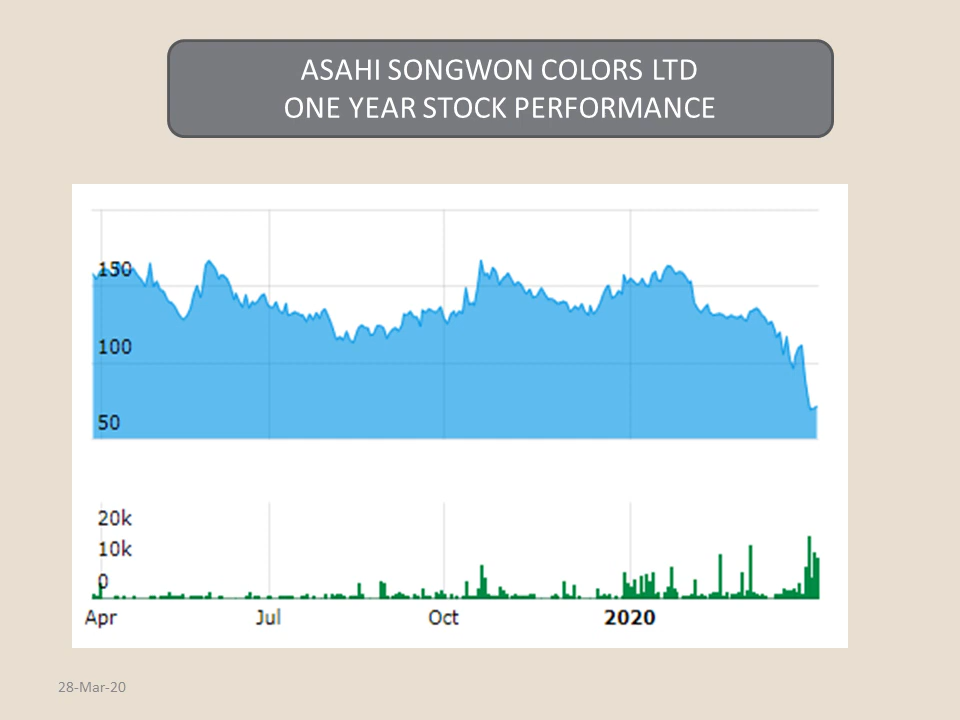 ASAHI SONGWON COLORS LTD
ONE YEAR STOCK PERFORMANCE
150
100
50
20k
10k
0
Apr Jul Oct 2020
28-Mar-20